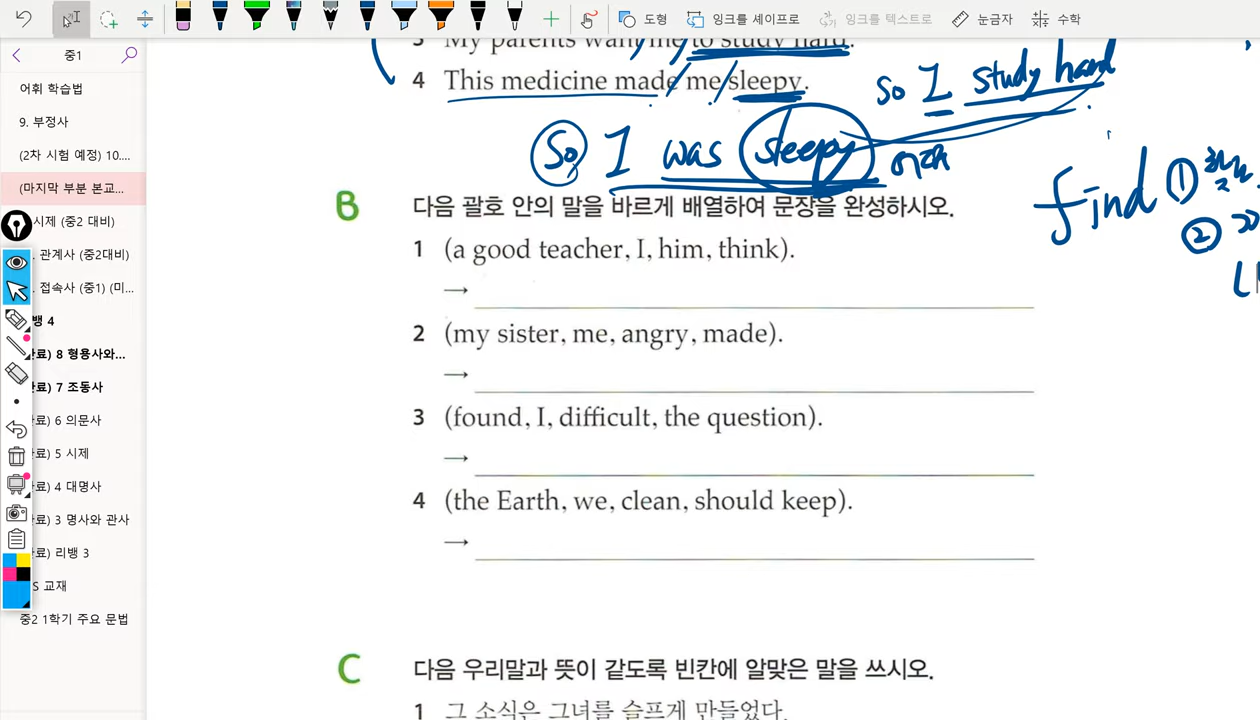 도형
잉크를 셰이프로
잉크를 텍스트로
눈금자
수학
중1
어휘 학습법
9. 부정사
(2차 시험 예정) 10....
(마지막 부분 본교...
시제 (중2 대비)
. 관계사 (중2대비)
. 접속사 (중1) (미...
뱅 4
료) 8 형용사와...
료) 7 조동사
료) 6 의문사
료) 5 시제
료) 4 대명사
료) 3 명사와 관사
료) 리뱅 3
S 교재
중2 1학기 주요 문법
3 My parents want me to study hard.
4 This medicine made me sleepy.
So I study hard
So I was sleepy
find ①
②
B 다음 괄호 안의 말을 바르게 배열하여 문장을 완성하시오.
1 (a good teacher, I, him, think).
→
2 (my sister, me, angry, made).
→
3 (found, I, difficult, the question).
→
4 (the Earth, we, clean, should keep).
→
C 다음 우리말과 뜻이 같도록 빈칸에 알맞은 말을 쓰시오.
1 그 소식은 그녀를 슬프게 만들었다.